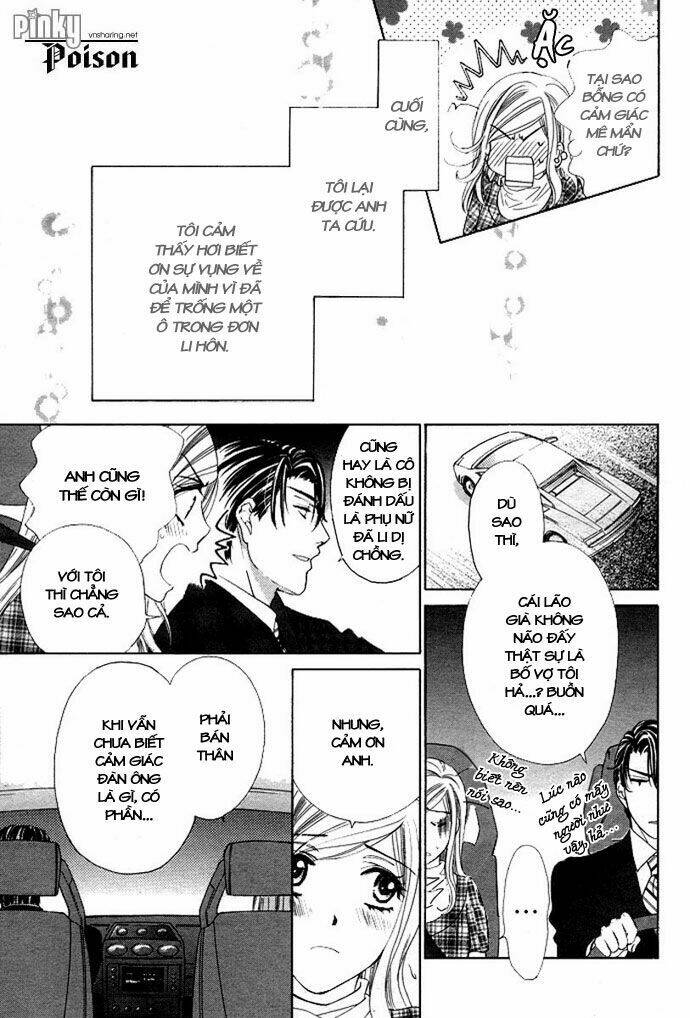 pinky
vnsharing.net
Poison
ẶC
TẠI SAO
BỖNG CÓ
CẢM GIÁC
MÊ MẨN
CHỨ?
CUỐI
CÙNG,
TÔI LẠI
ĐƯỢC ANH
TA CỨU.
TÔI CẢM
THẤY HƠI BIẾT
ƠN SỰ VỤNG VỀ
CỦA MÌNH VÌ ĐÃ
ĐỂ TRỐNG MỘT
Ô TRONG ĐƠN
LI HÔN.
DÙ
SAO
THÌ,
CÁI LÃO
GIÀ KHÔNG
NÃO ĐẤY
THẬT SỰ LÀ
BỐ VỢ TÔI
HẢ...? BUỒN
QUÁ...
Không
biết nên
nói sao...
Lúc nào
cũng có mấy
người như
vậy, hả...
...
CŨNG
HAY LÀ CÔ
KHÔNG BỊ
ĐÁNH DẤU
LÀ PHỤ NỮ
ĐÃ LI DỊ
CHỒNG.
ANH CŨNG
THẾ CÒN GÌ!
VỚI TÔI
THÌ CHẲNG
SAO CẢ.
NHƯNG,
CẢM ƠN
ANH.
PHẢI
BÁN
THÂN
KHI VẪN
CHƯA BIẾT
CẢM GIÁC
ĐÀN ÔNG
LÀ GÌ, CÓ
PHẦN...